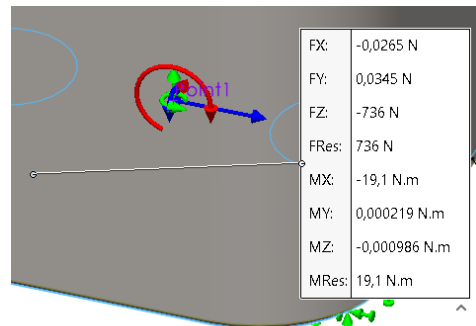 Point1
FX: -0,0265 N
FY: 0,0345 N
FZ: -736 N
FRes: 736 N
MX: -19,1 N.m
MY: 0,000219 N.m
MZ: -0,000986 N.m
MRes: 19,1 N.m